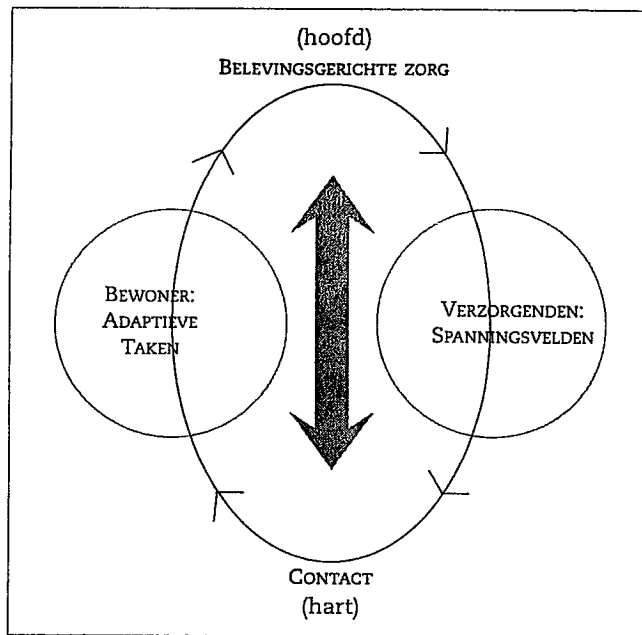 (hoofd)
BELEVINGSGERICHTE ZORG
BEWONER:
ADAPTIEVE
TAKEN
VERZORGENDEN:
SPANNINGSVELDEN
CONTACT
(hart)